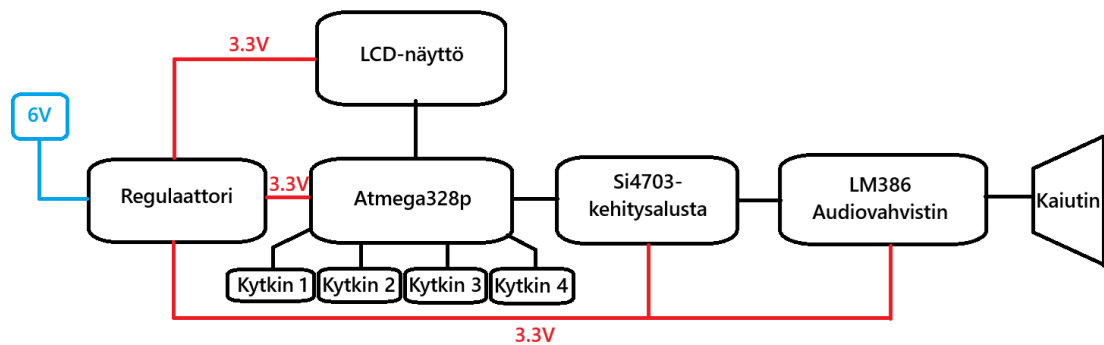 LCD-näyttö
3.3V
6V
Regulaattori
3.3V
Atmega328p
Si4703-
kehitysalusta
LM386
Audiovahvistin
Kaiutin
Kytkin 1
Kytkin 2
Kytkin 3
Kytkin 4
3.3V